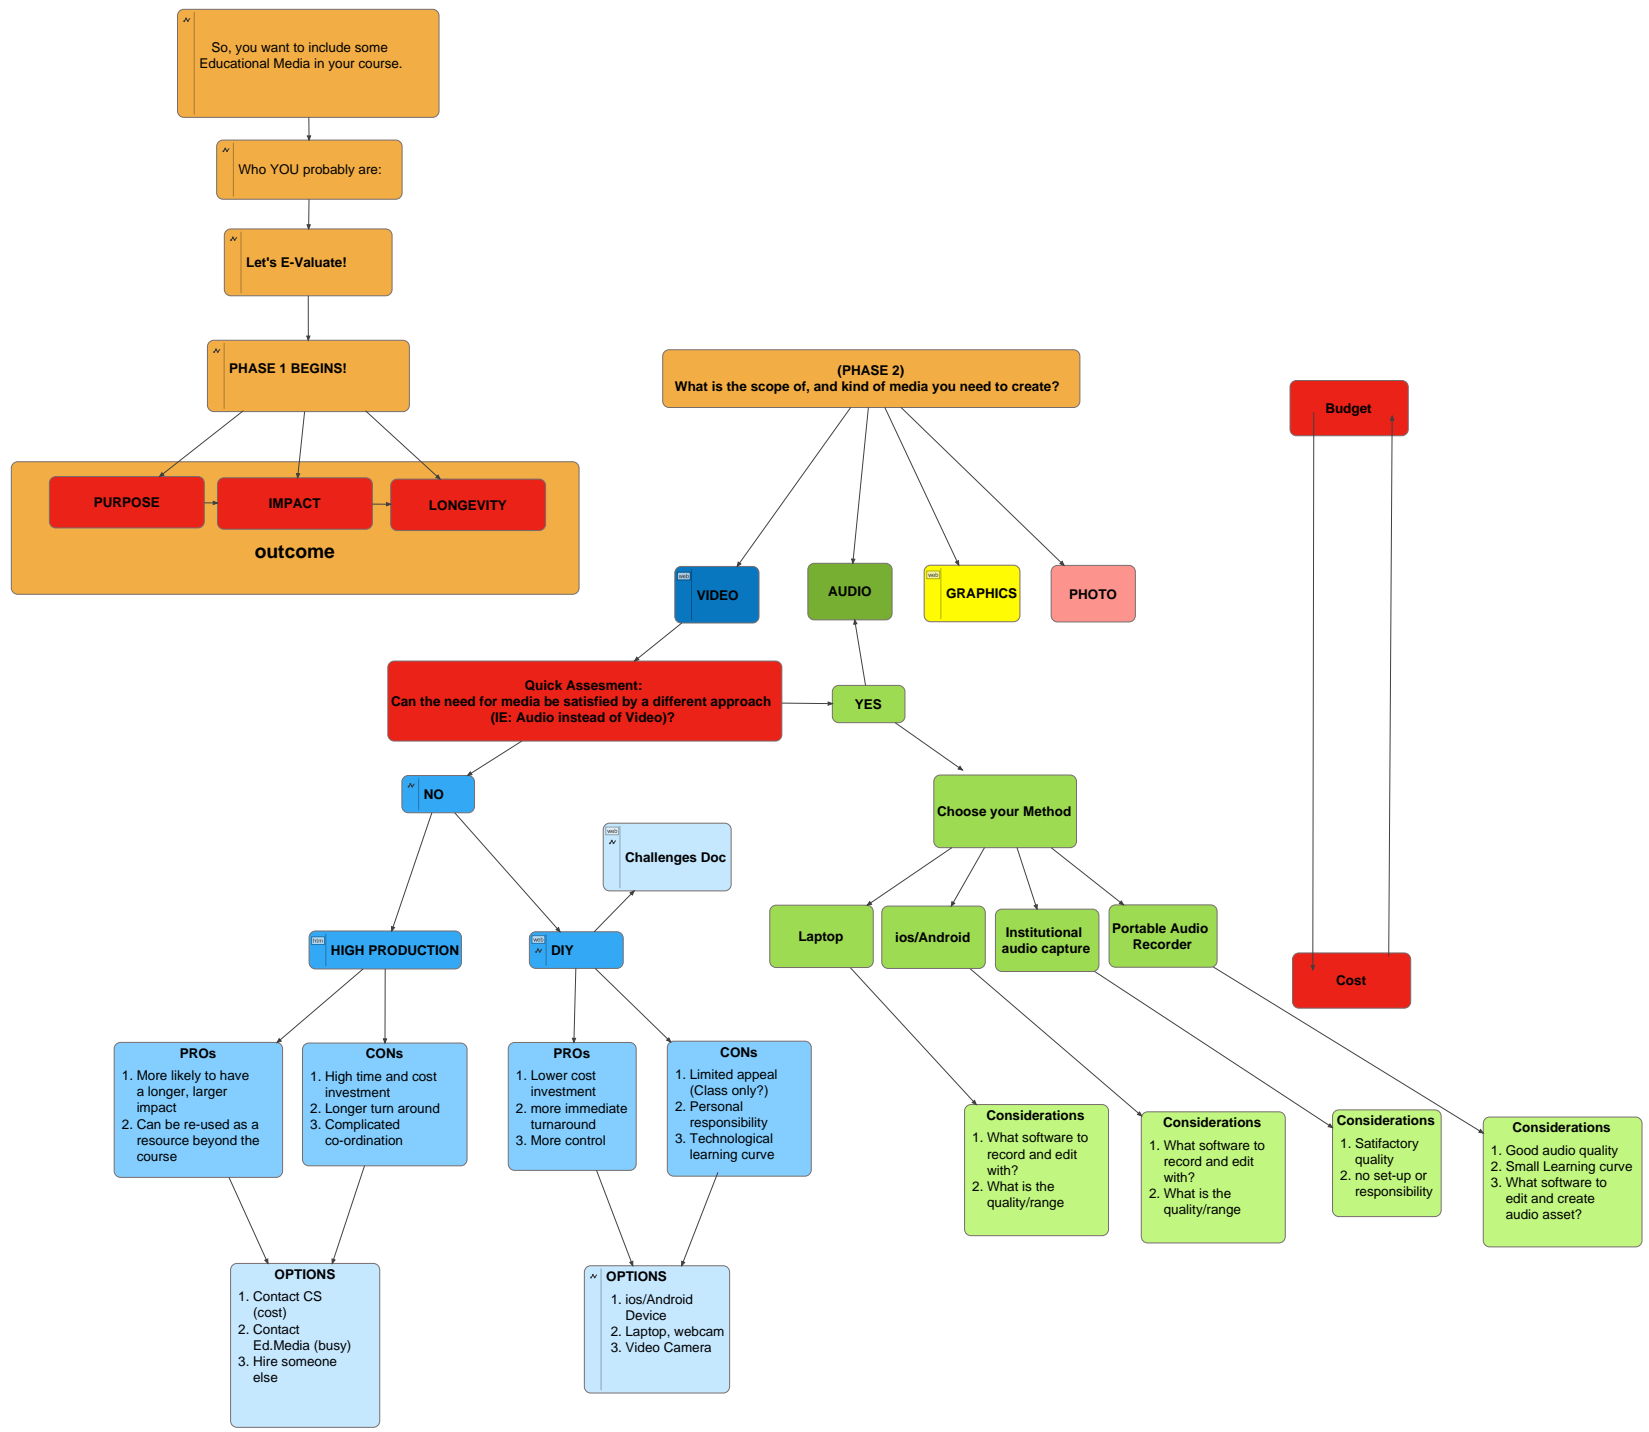 So, you want to include some
Educational Media in your course.
Who YOU probably are:
Let's E-Valuate!
PHASE 1 BEGINS!
PURPOSE
IMPACT
LONGEVITY
outcome
(PHASE 2)
What is the scope of, and kind of media you need to create?
Budget
Cost
web
VIDEO
AUDIO
web
GRAPHICS
PHOTO
Quick Assesment:
Can the need for media be satisfied by a different approach
(IE: Audio instead of Video)?
YES
NO
web
Challenges Doc
Choose your Method
htm
HIGH PRODUCTION
web
DIY
Laptop
ios/Android
Institutional
audio capture
Portable Audio
Recorder
PROs
1. More likely to have
a longer, larger
impact
2. Can be re-used as a
resource beyond the
course
CONs
1. High time and cost
investment
2. Longer turn around
3. Complicated
co-ordination
PROs
1. Lower cost
investment
2. more immediate
turnaround
3. More control
CONs
1. Limited appeal
(Class only?)
2. Personal
responsibility
3. Technological
learning curve
Considerations
1. What software to
record and edit
with?
2. What is the
quality/range
Considerations
1. What software to
record and edit
with?
2. What is the
quality/range
Considerations
1. Satifactory
quality
2. no set-up or
responsibility
Considerations
1. Good audio quality
2. Small Learning curve
3. What software to
edit and create
audio asset?
OPTIONS
1. Contact CS
(cost)
2. Contact
Ed.Media (busy)
3. Hire someone
else
OPTIONS
1. ios/Android
Device
2. Laptop, webcam
3. Video Camera